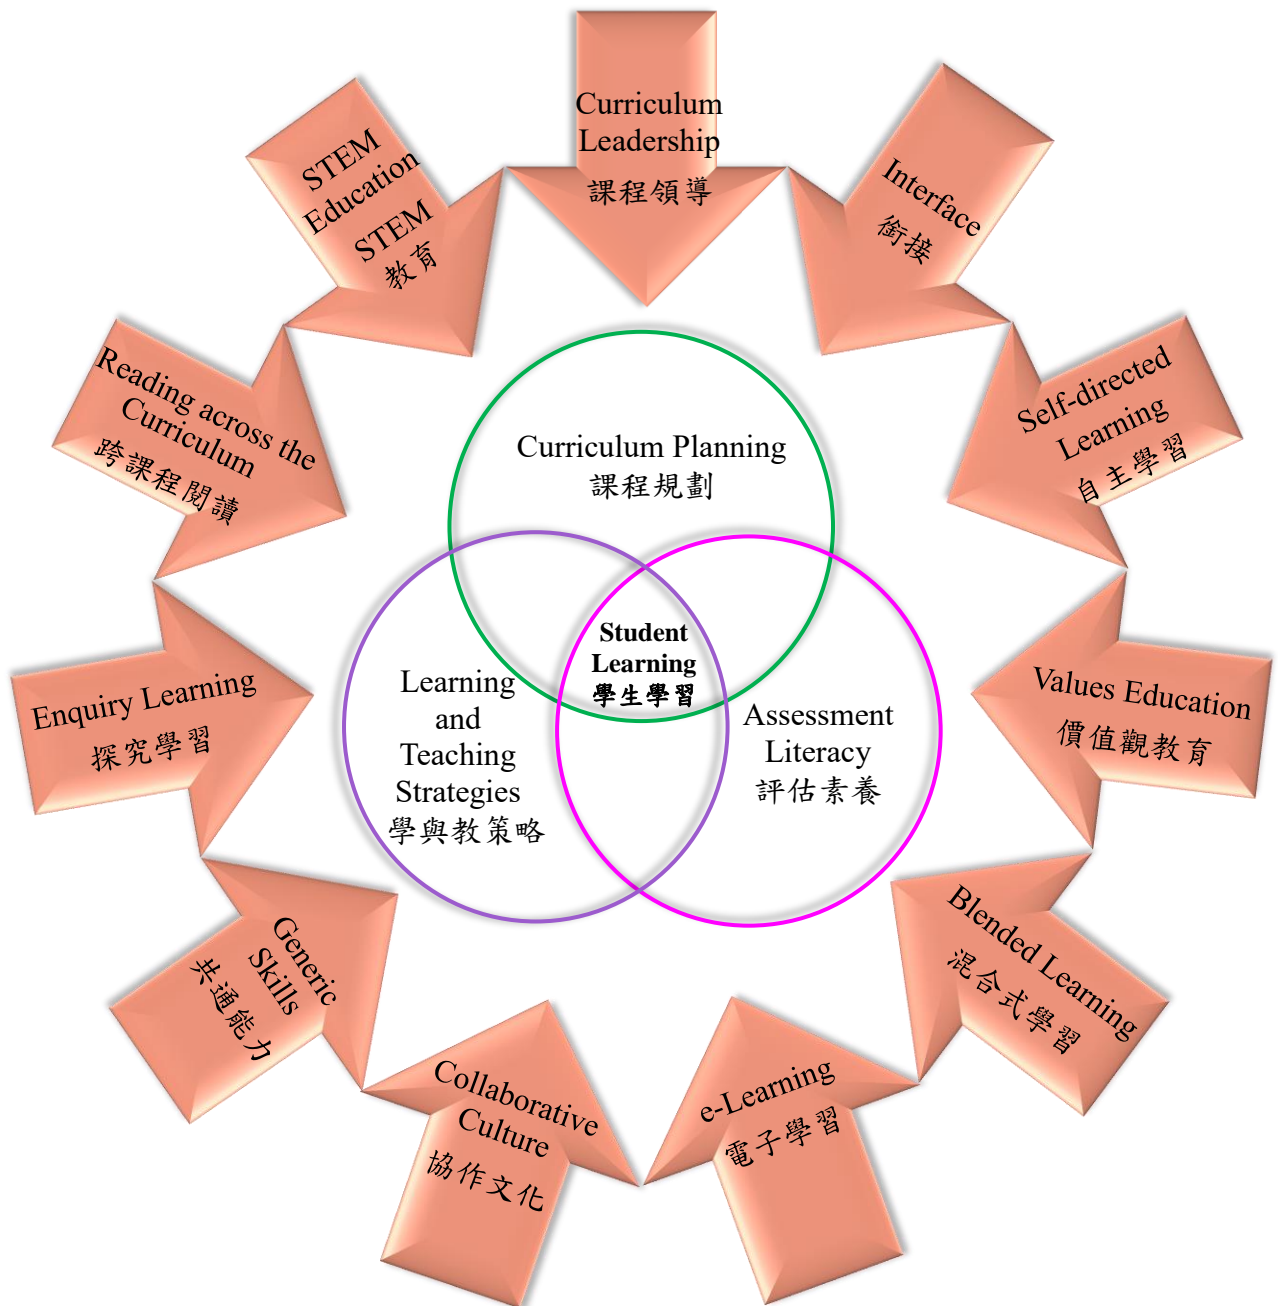 Curriculum
Leadership
課程領導
Interface
銜接
Self-directed
Learning
自主學習
Values Education
價值觀教育
Blended Learning
混合式學習
e-Learning
電子學習
Collaborative
Culture
協作文化
Generic
Skills
共通能力
Enquiry Learning
探究學習
Reading across the
Curriculum
跨課程閱讀
STEM
Education
STEM
教育
Curriculum Planning
課程規劃
Student
Learning
學生學習
Learning
and
Teaching
Strategies
學與教策略
Assessment
Literacy
評估素養